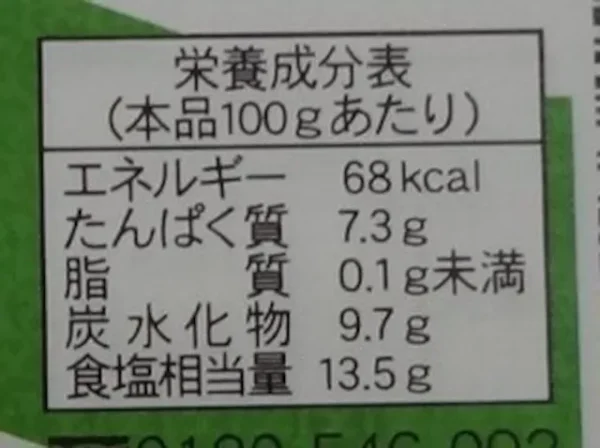 栄養成分表
(本品100gあたり)
エネルギー 68kcal
たんぱく質 7.3g
脂質 0.1g未満
炭水化物 9.7g
食塩相当量 13.5g